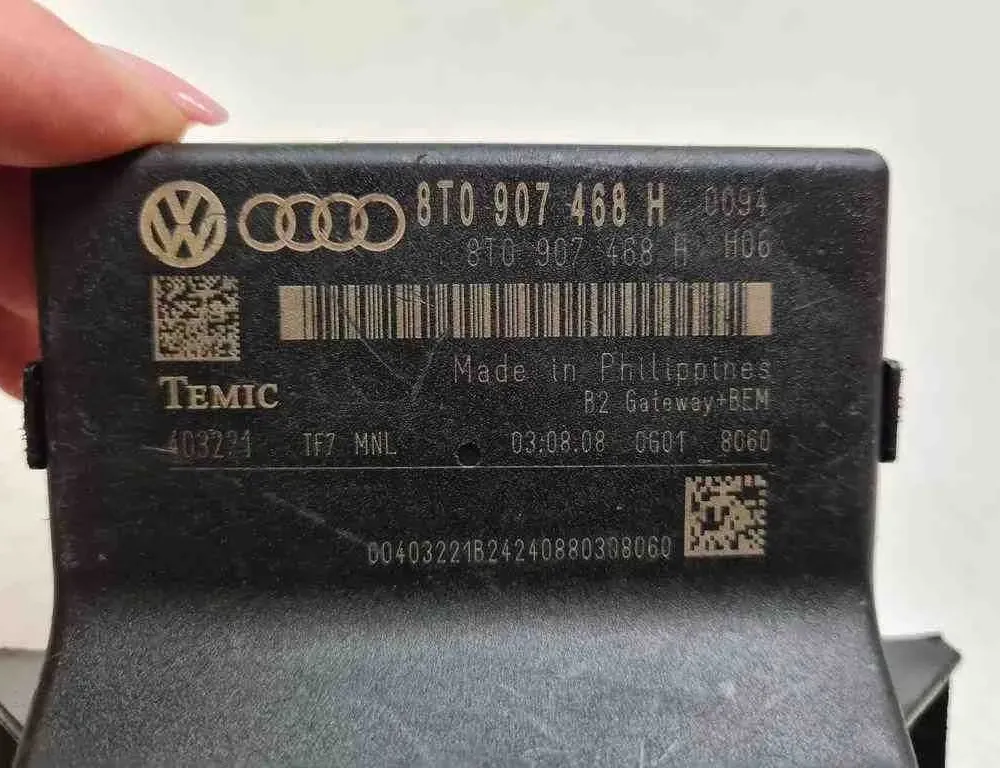 8T0 907 468 H 0094
8T0 907 468 H H06
Made in Philippines
TEMIC
B2 Gateway+BEM
403221 TF7 MNL 03.08.08 0G01 8060
00403221B24240880308060